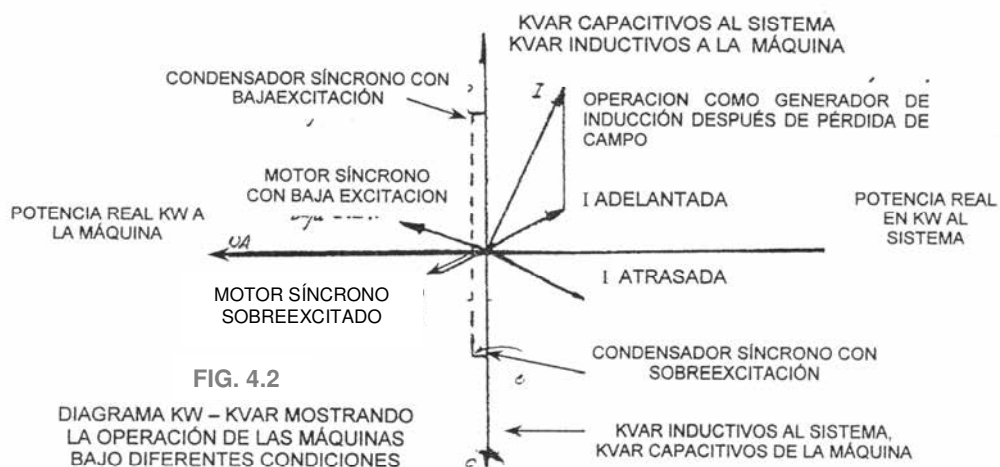 KVAR CAPACITIVOS AL SISTEMA
KVAR INDUCTIVOS A LA MÁQUINA
CONDENSADOR SÍNCRONO CON
BAJAEXCITACIÓN
I
OPERACION COMO GENERADOR DE
INDUCCIÓN DESPUÉS DE PÉRDIDA DE
CAMPO
MOTOR SÍNCRONO
CON BAJA EXCITACION
I ADELANTADA
POTENCIA REAL KW A
LA MÁQUINA
POTENCIA REAL
EN KW AL
SISTEMA
I ATRASADA
MOTOR SÍNCRONO
SOBREEXCITADO
CONDENSADOR SÍNCRONO CON
SOBREEXCITACIÓN
FIG. 4.2
DIAGRAMA KW – KVAR MOSTRANDO
LA OPERACIÓN DE LAS MÁQUINAS
BAJO DIFERENTES CONDICIONES
KVAR INDUCTIVOS AL SISTEMA,
KVAR CAPACITIVOS DE LA MÁQUINA